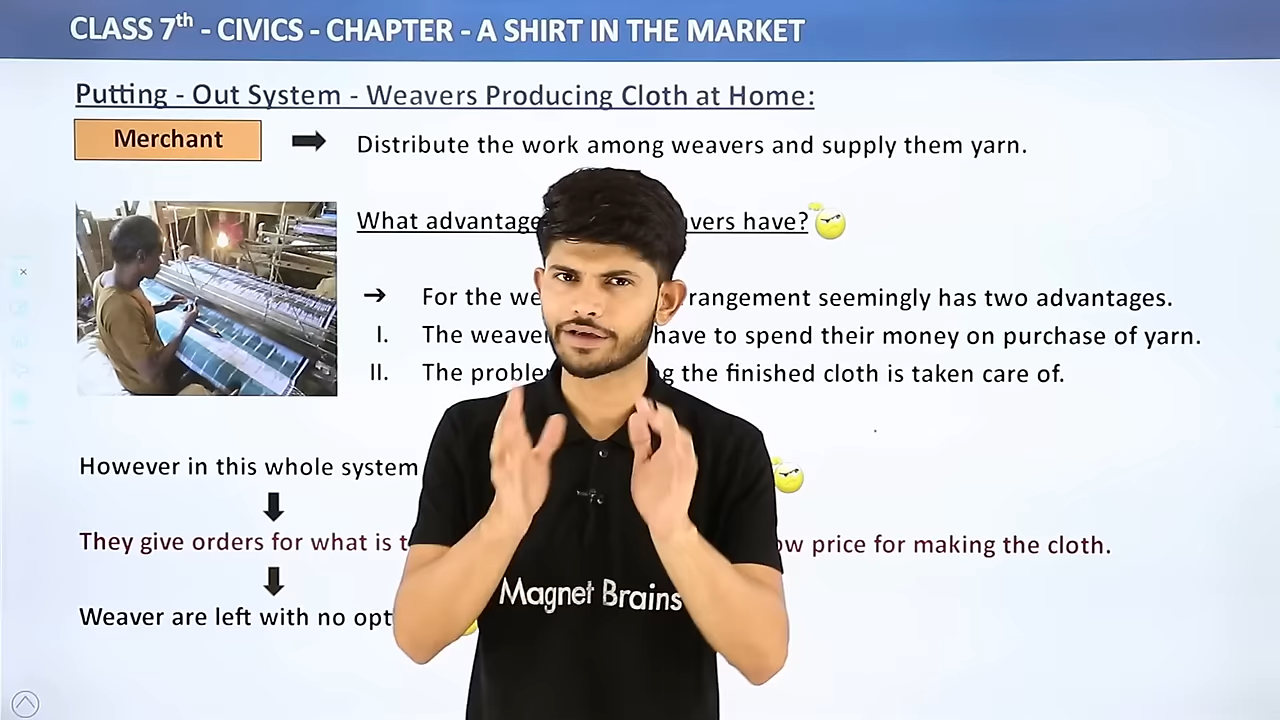 CLASS 7th - CIVICS - CHAPTER - A SHIRT IN THE MARKET
Putting - Out System - Weavers Producing Cloth at Home:
Merchant
Distribute the work among weavers and supply them yarn.
What advantage vers have?
For the we rangement seemingly has two advantages.
I. The weaver have to spend their money on purchase of yarn.
II. The proble g the finished cloth is taken care of.
However in this whole system
They give orders for what is t ow price for making the cloth.
Weaver are left with no opt
Magnet Brains